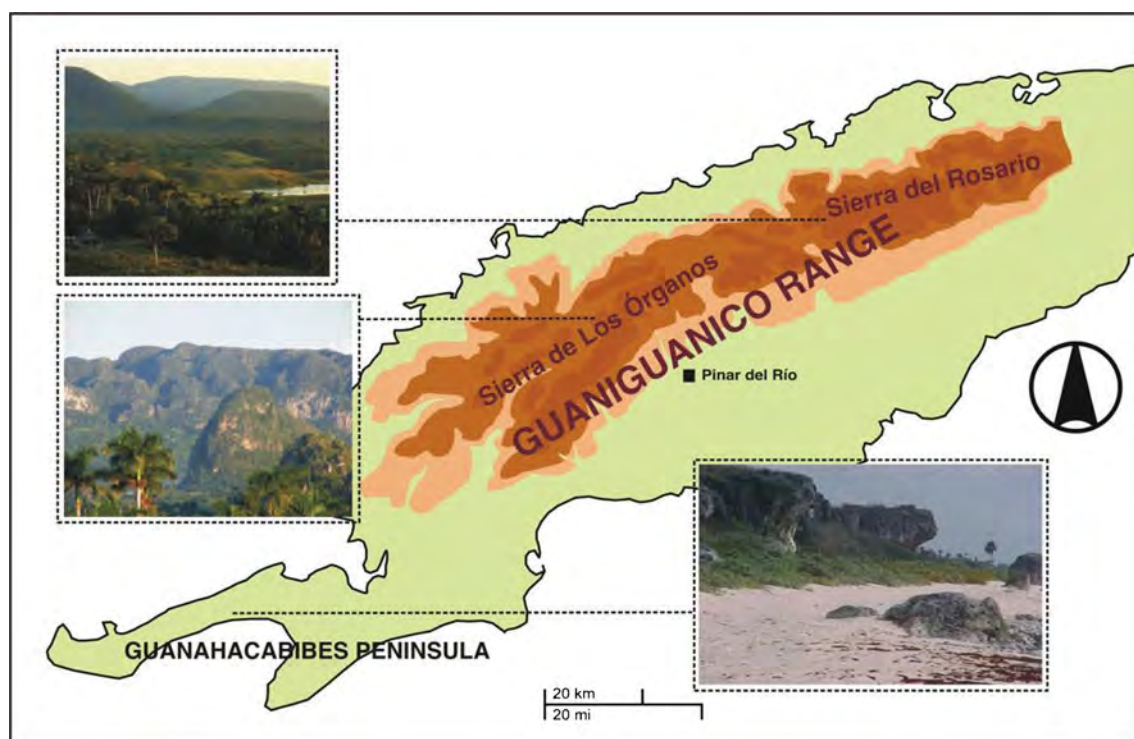 Sierra del Rosario
Sierra de Los Órganos
GUANIGUANICO RANGE
Pinar del Río
GUANAHACABIBES PENINSULA
20 km
20 mi